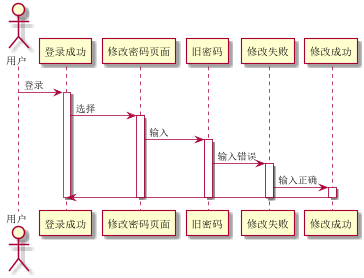 用户
登录成功 修改密码页面 旧密码 修改失败 修改成功
登录
选择
输入
输入错误
输入正确
用户
登录成功 修改密码页面 旧密码 修改失败 修改成功